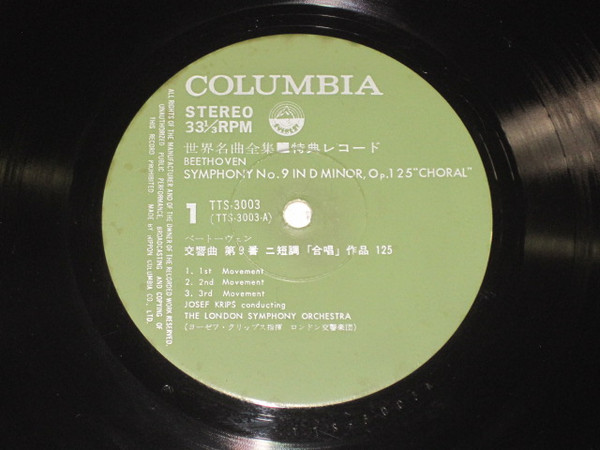 COLUMBIA
STEREO
33⅓RPM
EVEREST
世界名曲全集■特典レコード
BEETHOVEN
SYMPHONY No. 9 IN D MINOR, Op. 125 "CHORAL"
1
TTS-3003
(TTS-3003-A)
ベートーヴェン
交響曲 第9番 ニ短調「合唱」作品 125
1. 1st Movement
2. 2nd Movement
3. 3rd Movement
JOSEF KRIPS conducting
THE LONDON SYMPHONY ORCHESTRA
(ヨーゼフ・クリップス指揮 ロンドン交響楽団)
ALL RIGHTS OF THE MANUFACTURER AND OF THE OWNER OF THE RECORDED WORK RESERVED.
UNAUTHORIZED PUBLIC PERFORMANCE, BROADCASTING AND COPYING OF
THIS RECORD PROHIBITED. MADE BY NIPPON COLUMBIA CO., LTD.